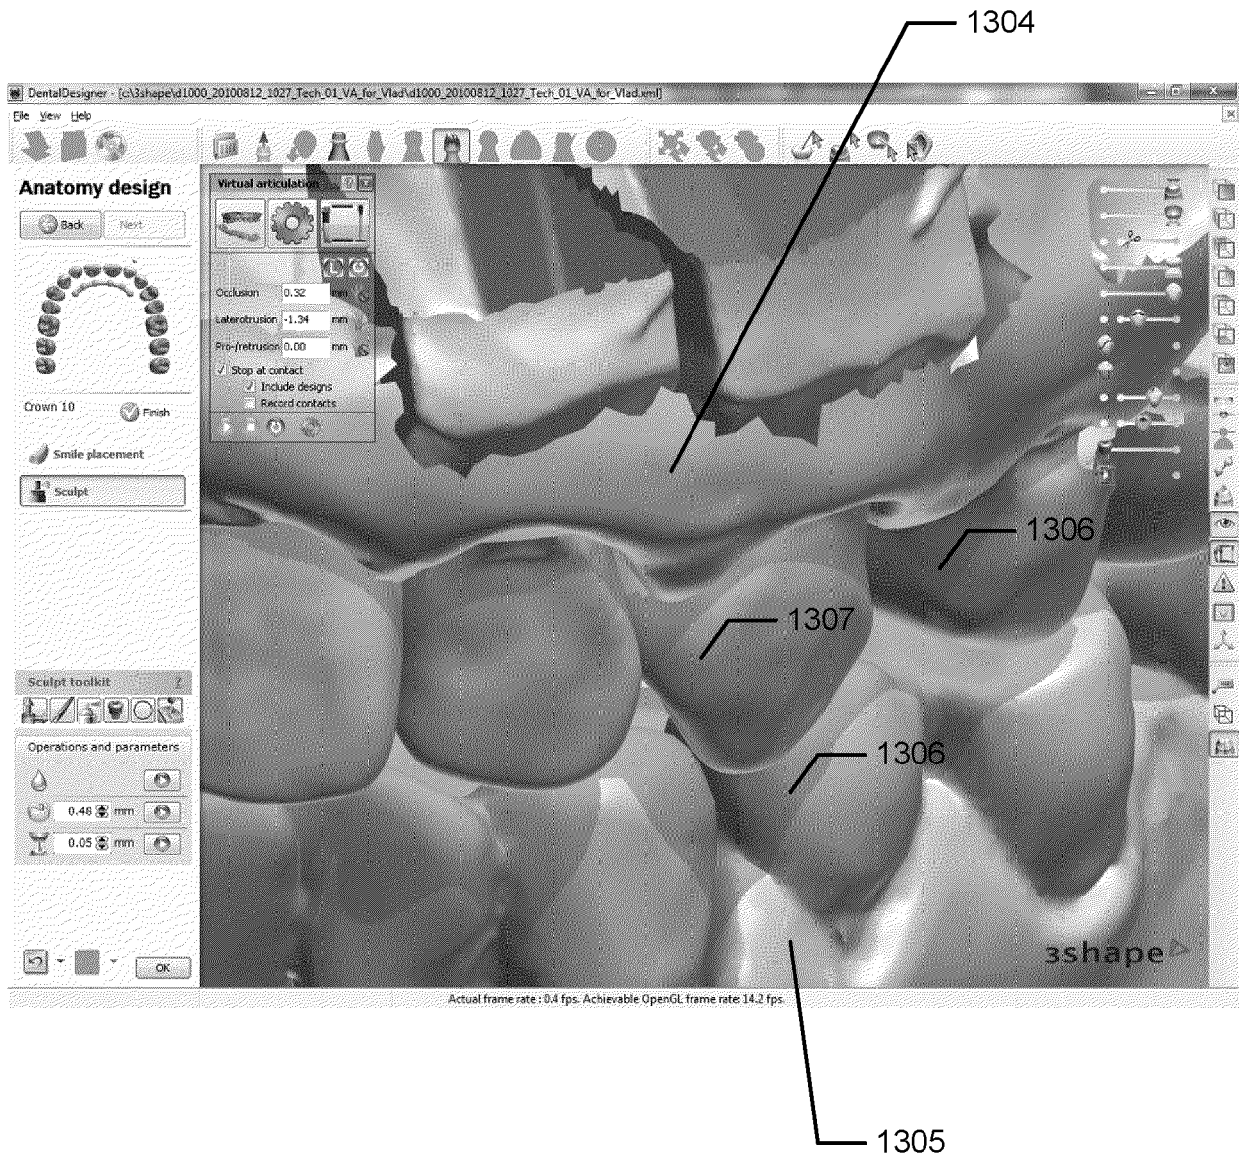 1304
DentalDesigner - [c:\3shape\d1000_20100812_1027_Tech_01_VA_for_Vlad\d1000_20100812_1027_Tech_01_VA_for_Vlad.xml]
File View Help
Anatomy design
Back Next
Virtual articulation ?
L
Occlusion 0.32 mm
Laterotrusion -1.34 mm
Pro-/retrusion 0.00 mm
Stop at contact
Include designs
Record contacts
Crown 10 Finish
Smile placement
Sculpt
1306
1307
1306
Sculpt toolkit ?
Operations and parameters
0.48 mm
0.05 mm
OK
3shape
Actual frame rate : 0.4 fps. Achievable OpenGL frame rate: 14.2 fps.
1305